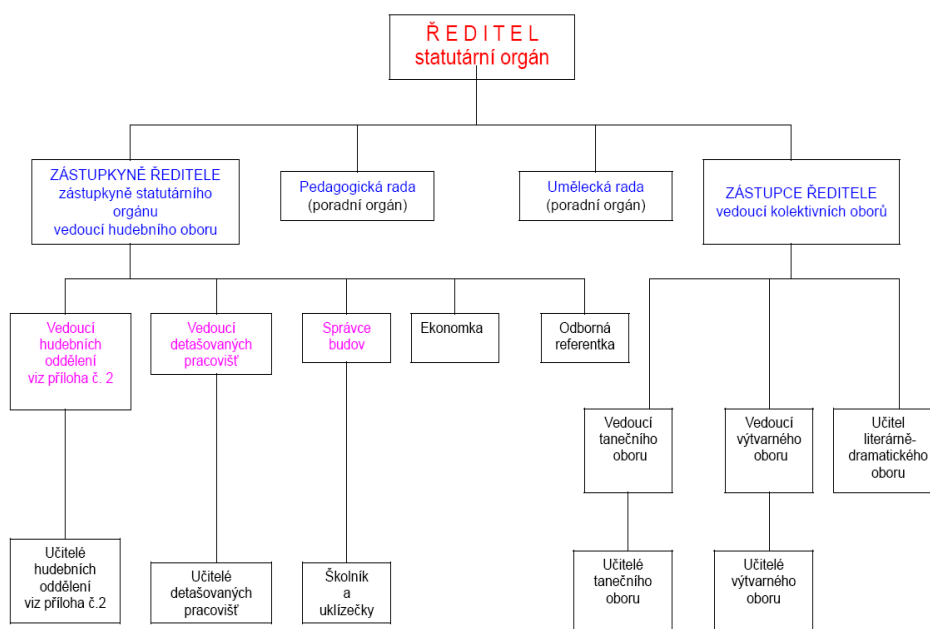 Ř E D I T E L
statutární orgán
ZÁSTUPKYNĚ ŘEDITELE
zástupkyně statutárního
orgánu
vedoucí hudebního oboru
Pedagogická rada
(poradní orgán)
Umělecká rada
(poradní orgán)
ZÁSTUPCE ŘEDITELE
vedoucí kolektivních oborů
Vedoucí
hudebních
oddělení
viz příloha č. 2
Vedoucí
detašovaných
pracovišť
Správce
budov
Ekonomka
Odborná
referentka
Vedoucí
tanečního
oboru
Vedoucí
výtvarného
oboru
Učitel
literárně-
dramatického
oboru
Učitelé
hudebních
oddělení
viz příloha č.2
Učitelé
detašovaných
pracovišť
Školník
a
uklízečky
Učitelé
tanečního
oboru
Učitelé
výtvarného
oboru